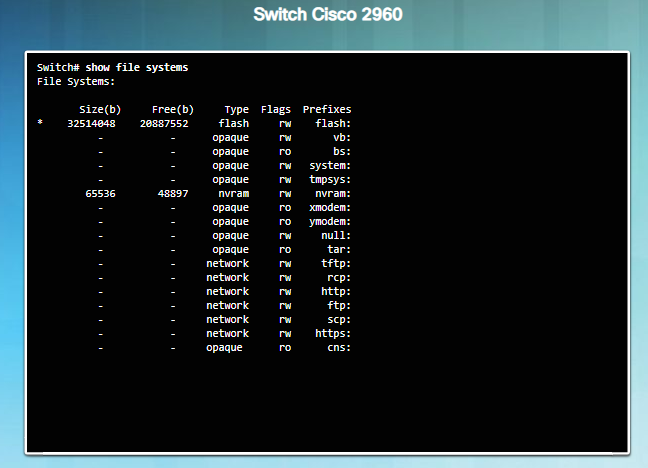 Switch Cisco 2960
Switch# show file systems
File Systems:
Size(b) Free(b) Type Flags Prefixes
* 32514048 20887552 flash rw flash:
- - opaque rw vb:
- - opaque ro bs:
- - opaque rw system:
- - opaque rw tmpsys:
65536 48897 nvram rw nvram:
- - opaque ro xmodem:
- - opaque ro ymodem:
- - opaque rw null:
- - opaque ro tar:
- - network rw tftp:
- - network rw rcp:
- - network rw http:
- - network rw ftp:
- - network rw scp:
- - network rw https:
- - opaque ro cns: